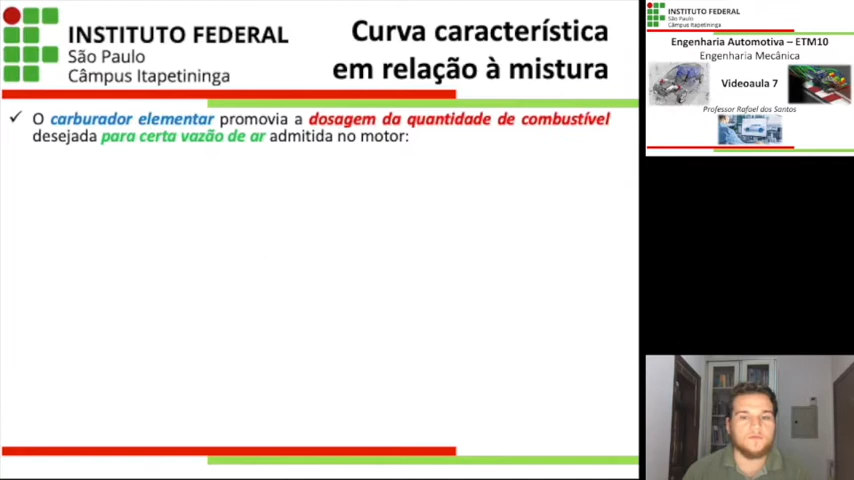 INSTITUTO FEDERAL
São Paulo
Câmpus Itapetininga
Curva característica
em relação à mistura
✓ O carburador elementar promovia a dosagem da quantidade de combustível
desejada para certa vazão de ar admitida no motor:
INSTITUTO FEDERAL
São Paulo
Câmpus Itapetininga
Engenharia Automotiva – ETM10
Engenharia Mecânica
Videoaula 7
Professor Rafael dos Santos